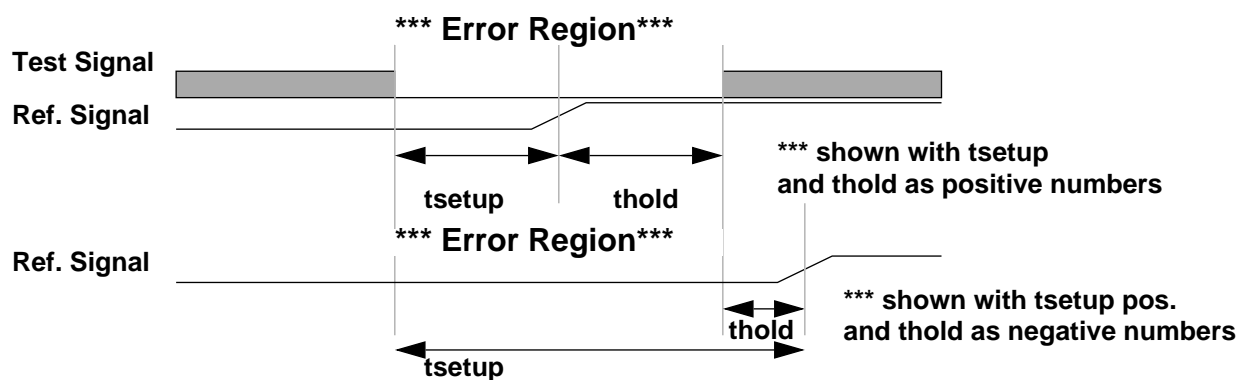 *** Error Region***
Test Signal
Ref. Signal
*** shown with tsetup
and thold as positive numbers
tsetup
thold
*** Error Region***
Ref. Signal
*** shown with tsetup pos.
and thold as negative numbers
thold
tsetup